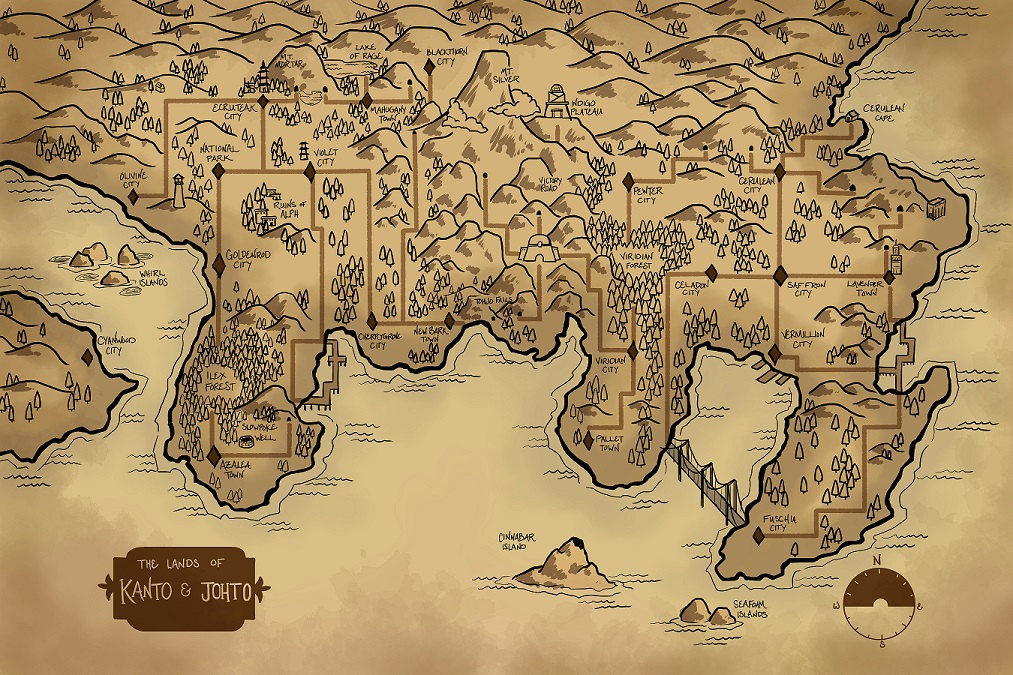 MT.
MORTAR
LAKE
OF RAGE
BLACKTHORN
CITY
MT.
SILVER
INDIGO
PLATEAU
CERULEAN
CAPE
ECRUTEAK
CITY
MAHOGANY
TOWN
NATIONAL
PARK
VIOLET
CITY
OLIVINE
CITY
VICTORY
ROAD
PEWTER
CITY
CERULEAN
CITY
RUINS OF
ALPH
GOLDENROD
CITY
VIRIDIAN
FOREST
WHIRL
ISLANDS
CELADON
CITY
SAFFRON
CITY
LAVENDER
TOWN
TOHJO FALLS
CHERRYGROVE
CITY
NEW BARK
TOWN
VERMILLION
CITY
CYANWOOD
CITY
VIRIDIAN
CITY
ILEX
FOREST
SLOWPOKE
WELL
PALLET
TOWN
AZALEA
TOWN
FUSCHIA
CITY
CINNABAR
ISLAND
SEAFOAM
ISLANDS
THE LANDS OF
KANTO & JOHTO
N
W E
S